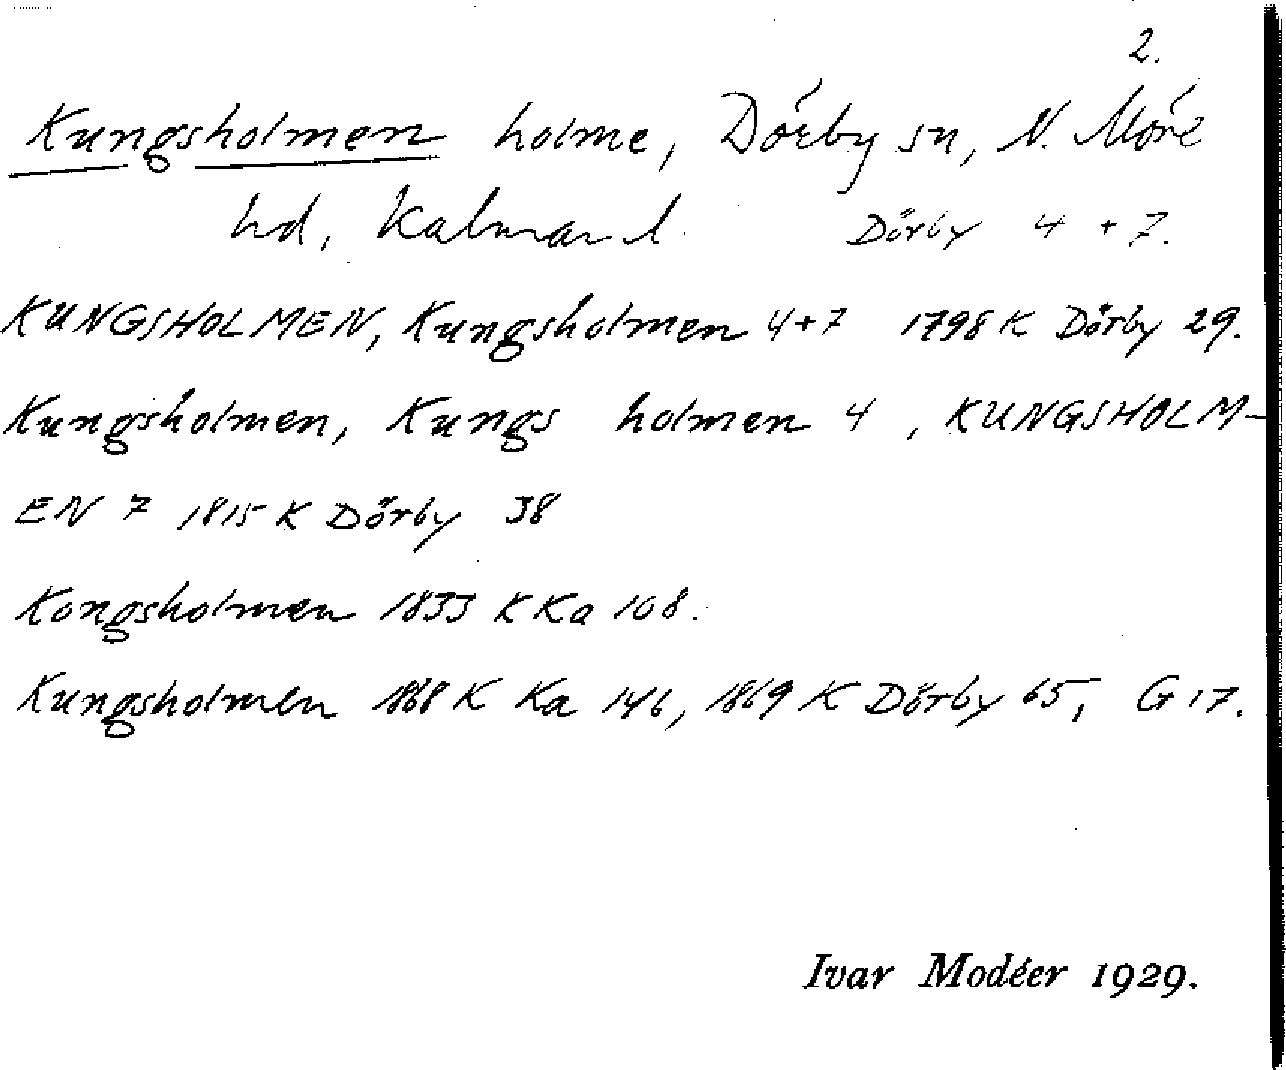 2.
Kungsholmen holme, Dörby sn, N. Möre
hd, Kalmar l. Dörby 4 + 7.
KUNGSHOLMEN, Kungsholmen 4+7 1798 K Dörby 29.
Kungsholmen, Kungs holmen 4 , KUNGSHOLM-
EN 7 1815 K Dörby 38
Kongsholmen 1833 K Ka 108.
Kungsholmen 1868 K Ka 146, 1869 K Dörby 65, G 17.
Ivar Modéer 1929.